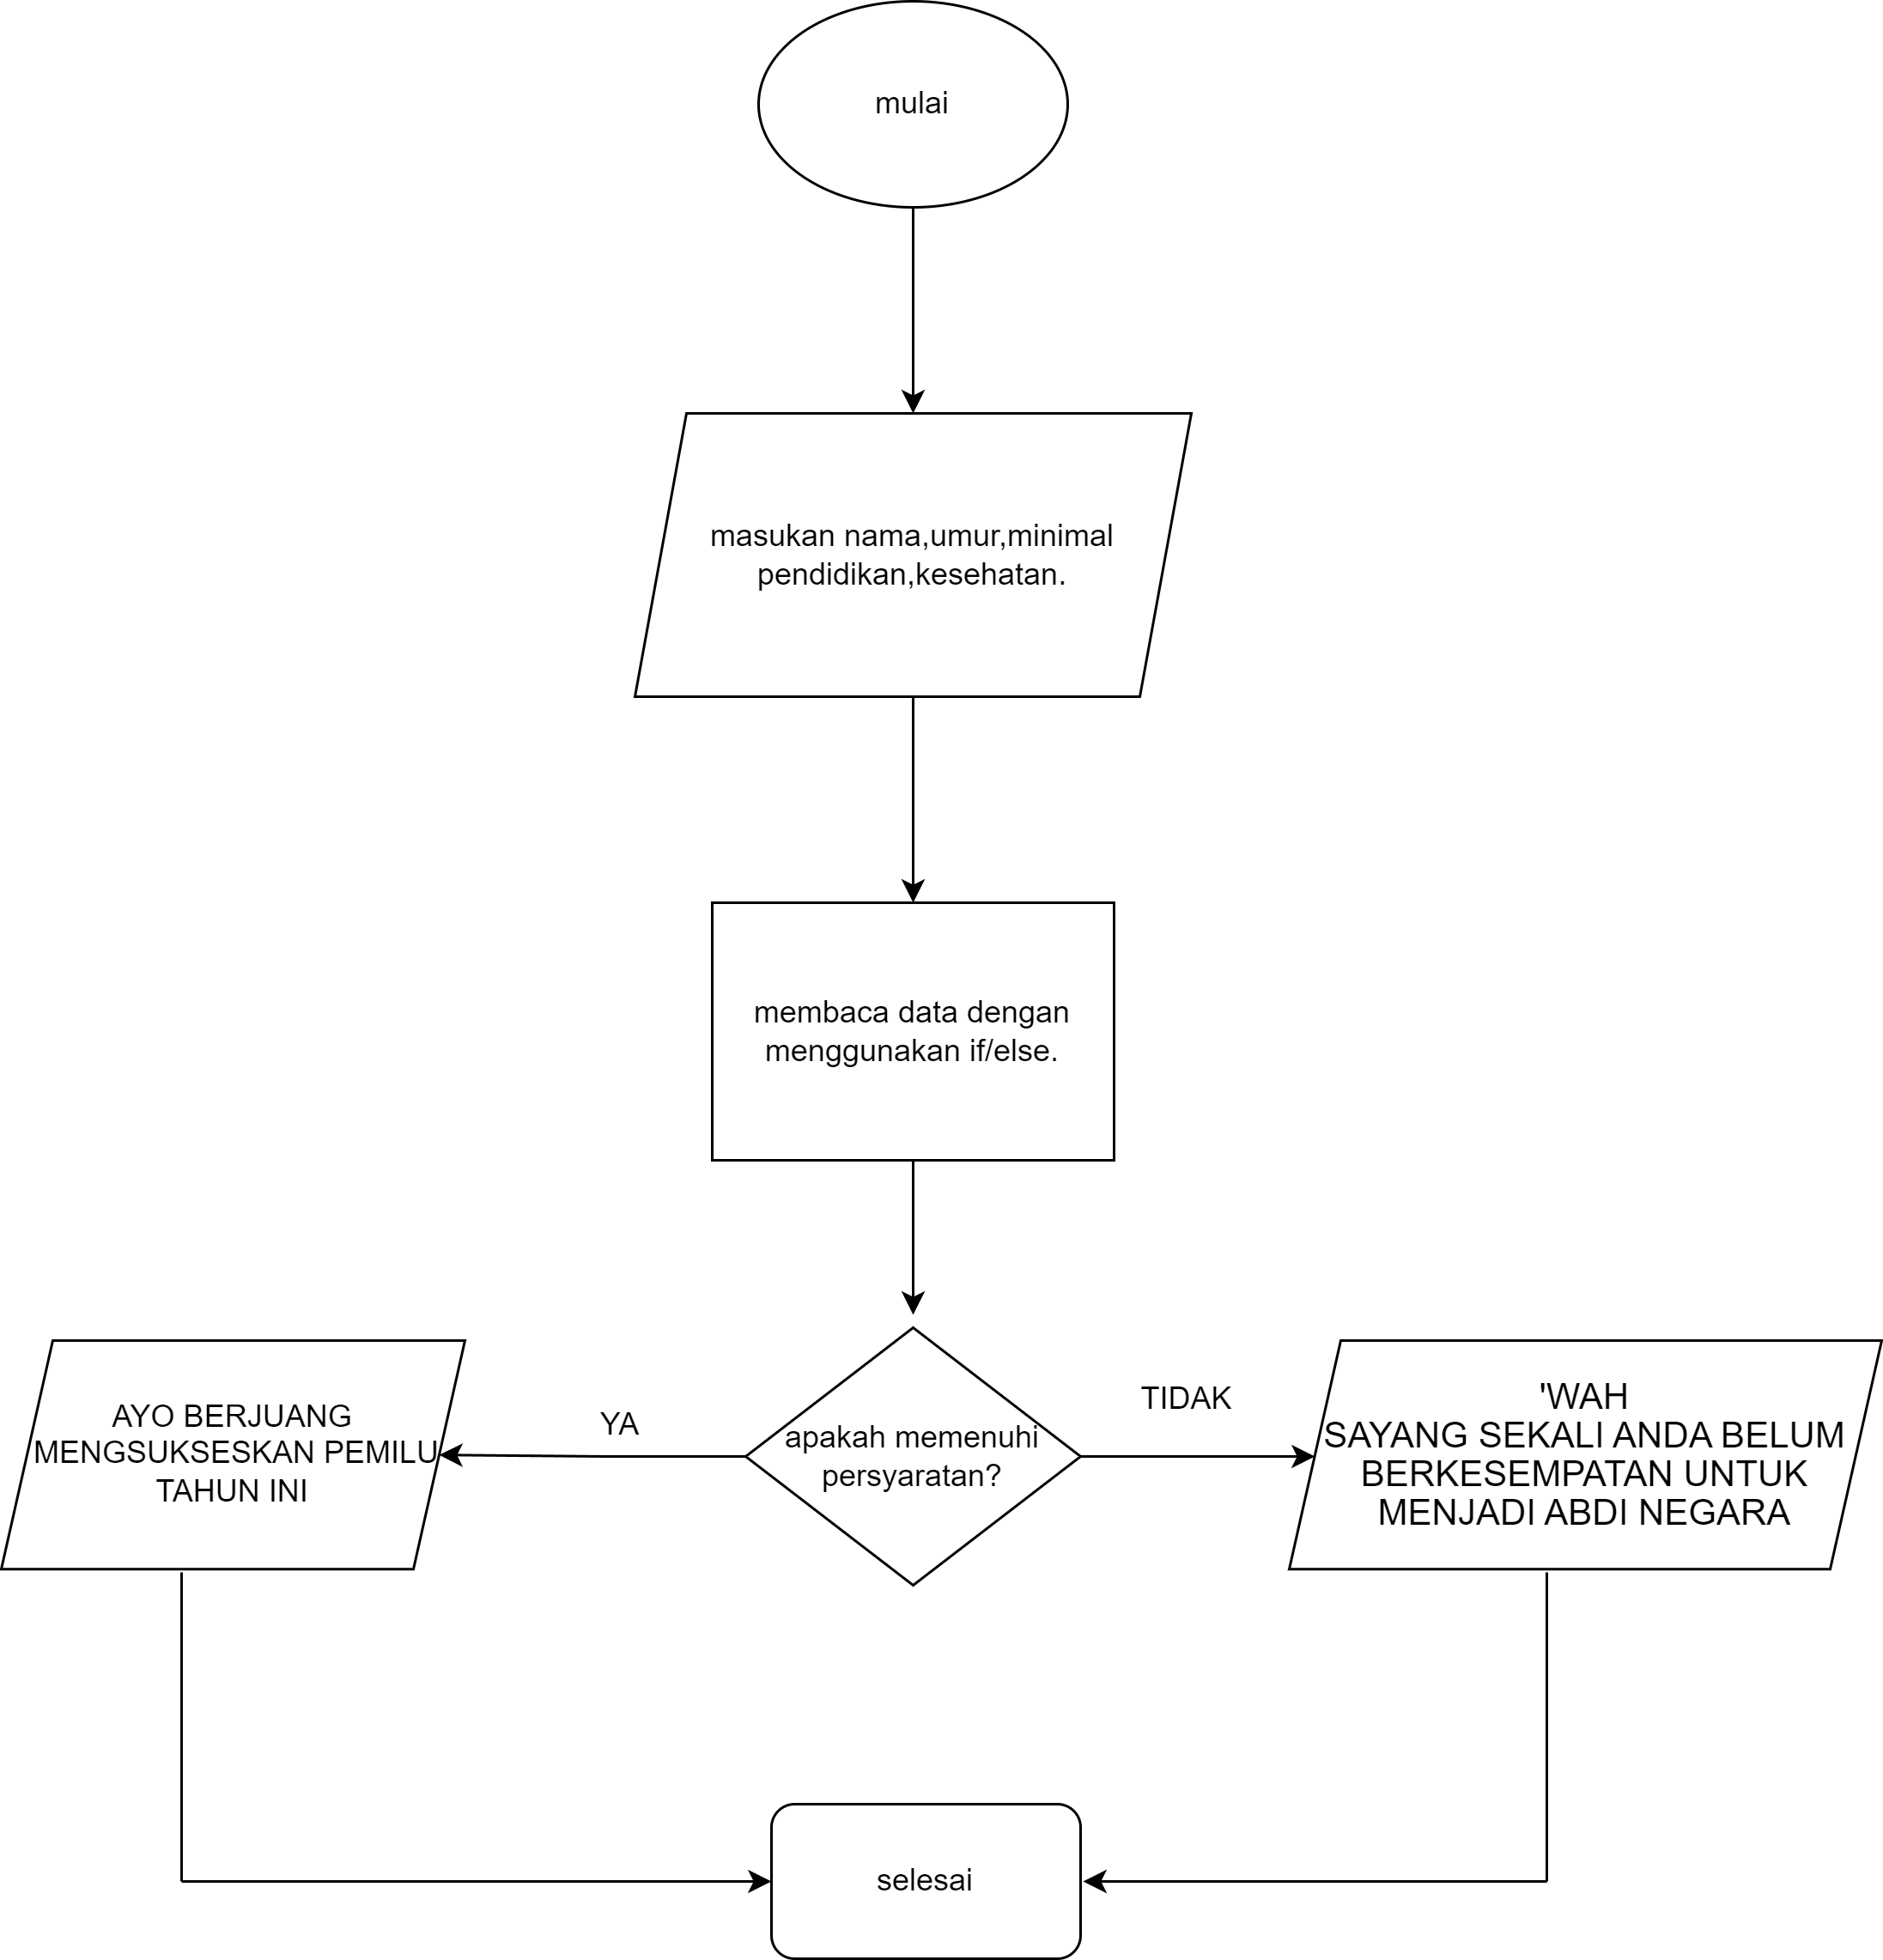 mulai
masukan nama,umur,minimal
pendidikan,kesehatan.
membaca data dengan
menggunakan if/else.
apakah memenuhi
persyaratan?
YA
AYO BERJUANG
MENGSUKSESKAN PEMILU
TAHUN INI
TIDAK
'WAH
SAYANG SEKALI ANDA BELUM
BERKESEMPATAN UNTUK
MENJADI ABDI NEGARA
selesai